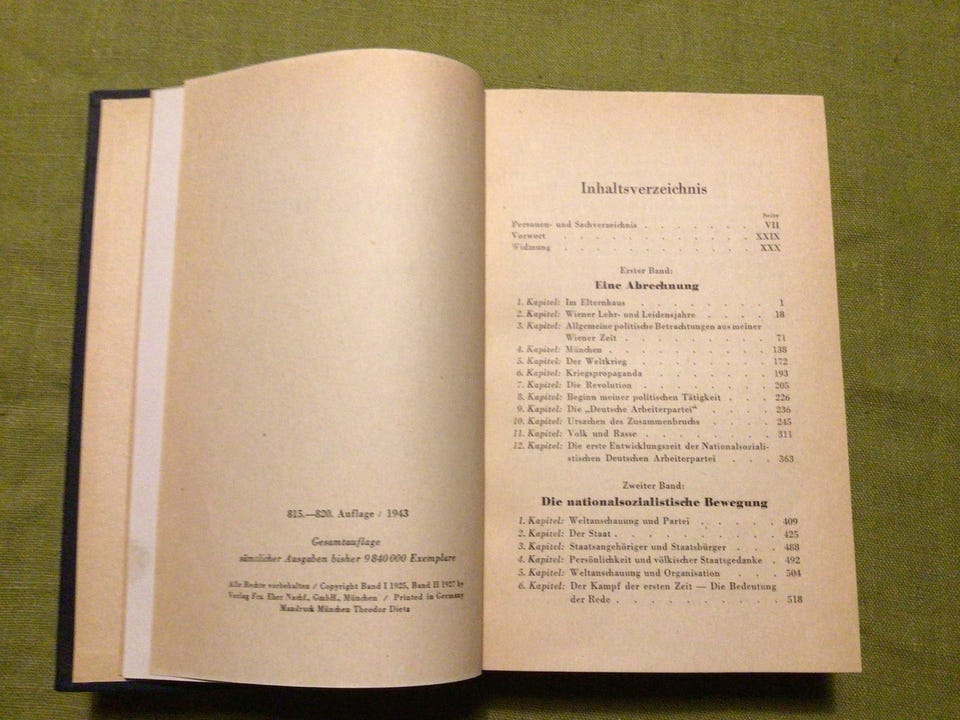 815.—820. Auflage / 1943
Gesamtauflage
sämtlicher Ausgaben bisher 9840000 Exemplare
Alle Rechte vorbehalten / Copyright Band I 1925, Band II 1927 by
Verlag Frz. Eher Nachf., GmbH., München / Printed in Germany
Mandruck München Theodor Dietz
Inhaltsverzeichnis
Seite
Personen- und Sachverzeichnis . . . . . . . VII
Vorwort . . . . . . . . . . . . XXIX
Widmung . . . . . . . . . . . . XXX
Erster Band:
Eine Abrechnung
1. Kapitel: Im Elternhaus . . . . . . . . 1
2. Kapitel: Wiener Lehr- und Leidensjahre . . . . 18
3. Kapitel: Allgemeine politische Betrachtungen aus meiner
Wiener Zeit . . . . . . . . 71
4. Kapitel: München . . . . . . . . . 138
5. Kapitel: Der Weltkrieg . . . . . . . . 172
6. Kapitel: Kriegspropaganda . . . . . . . 193
7. Kapitel: Die Revolution . . . . . . . . 205
8. Kapitel: Beginn meiner politischen Tätigkeit . . . 226
9. Kapitel: Die „Deutsche Arbeiterpartei“ . . . . 236
10. Kapitel: Ursachen des Zusammenbruchs . . . . 245
11. Kapitel: Volk und Rasse . . . . . . . . 311
12. Kapitel: Die erste Entwicklungszeit der Nationalsozali-
stischen Deutschen Arbeiterpartei . . . 363
Zweiter Band:
Die nationalsozialistische Bewegung
1. Kapitel: Weltanschauung und Partei . . . . . 409
2. Kapitel: Der Staat . . . . . . . . . 425
3. Kapitel: Staatsangehöriger und Staatsbürger . . . 488
4. Kapitel: Persönlichkeit und völkischer Staatsgedanke . 492
5. Kapitel: Weltanschauung und Organisation . . . . 504
6. Kapitel: Der Kampf der ersten Zeit — Die Bedeutung
der Rede . . . . . . . . . 518